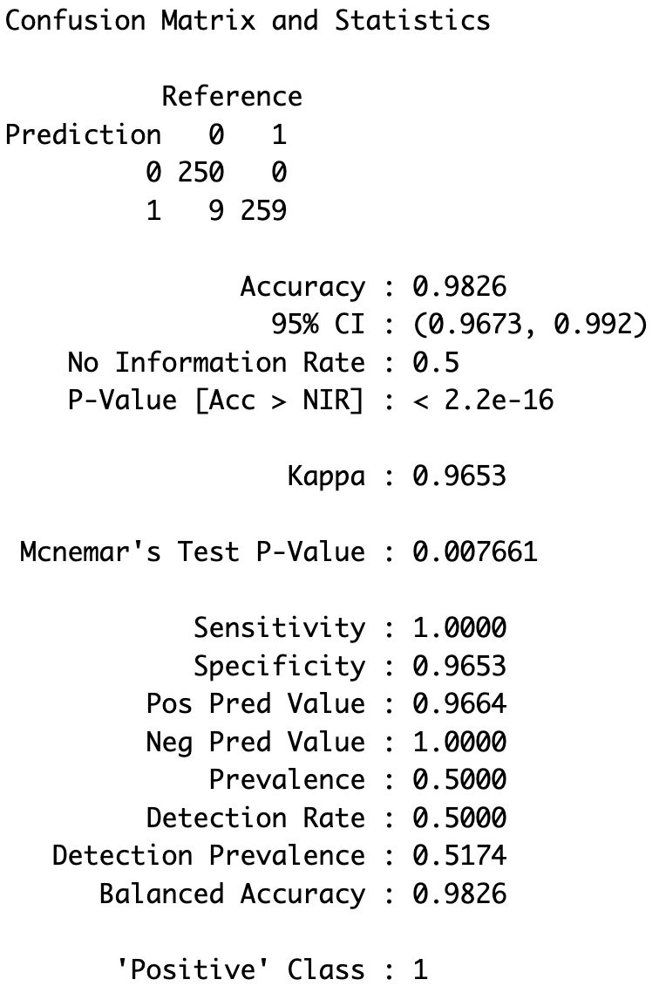 Confusion Matrix and Statistics
Reference
Prediction   0   1
0 250   0
1   9 259
Accuracy : 0.9826
95% CI : (0.9673, 0.992)
No Information Rate : 0.5
P-Value [Acc > NIR] : < 2.2e-16
Kappa : 0.9653
Mcnemar's Test P-Value : 0.007661
Sensitivity : 1.0000
Specificity : 0.9653
Pos Pred Value : 0.9664
Neg Pred Value : 1.0000
Prevalence : 0.5000
Detection Rate : 0.5000
Detection Prevalence : 0.5174
Balanced Accuracy : 0.9826
'Positive' Class : 1